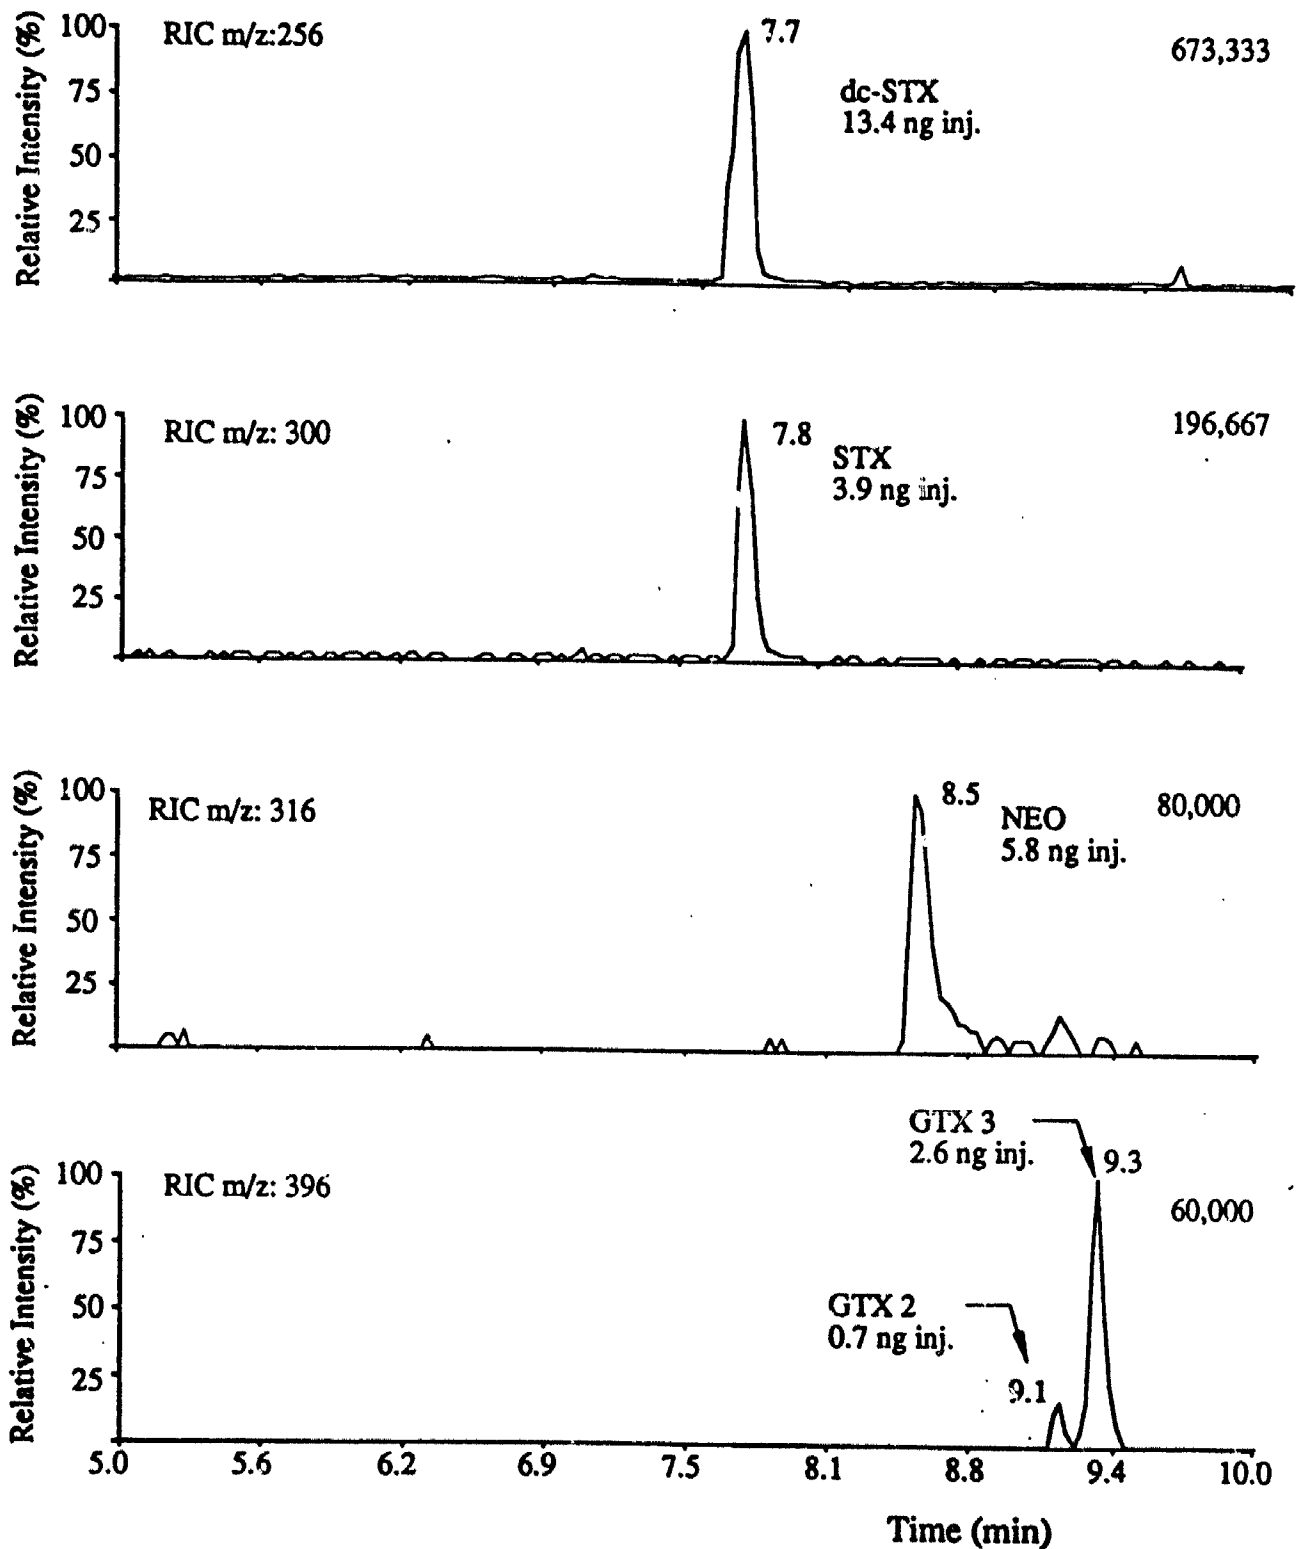 Relative Intensity (%)
100
75
50
25
RIC m/z:256
7.7
673,333
dc-STX
13.4 ng inj.
Relative Intensity (%)
100
75
50
25
RIC m/z: 300
7.8
196,667
STX
3.9 ng inj.
Relative Intensity (%)
100
75
50
25
RIC m/z: 316
8.5
80,000
NEO
5.8 ng inj.
Relative Intensity (%)
100
75
50
25
RIC m/z: 396
GTX 3
2.6 ng inj.
9.3
60,000
GTX 2
0.7 ng inj.
9.1
5.0 5.6 6.2 6.9 7.5 8.1 8.8 9.4 10.0
Time (min)